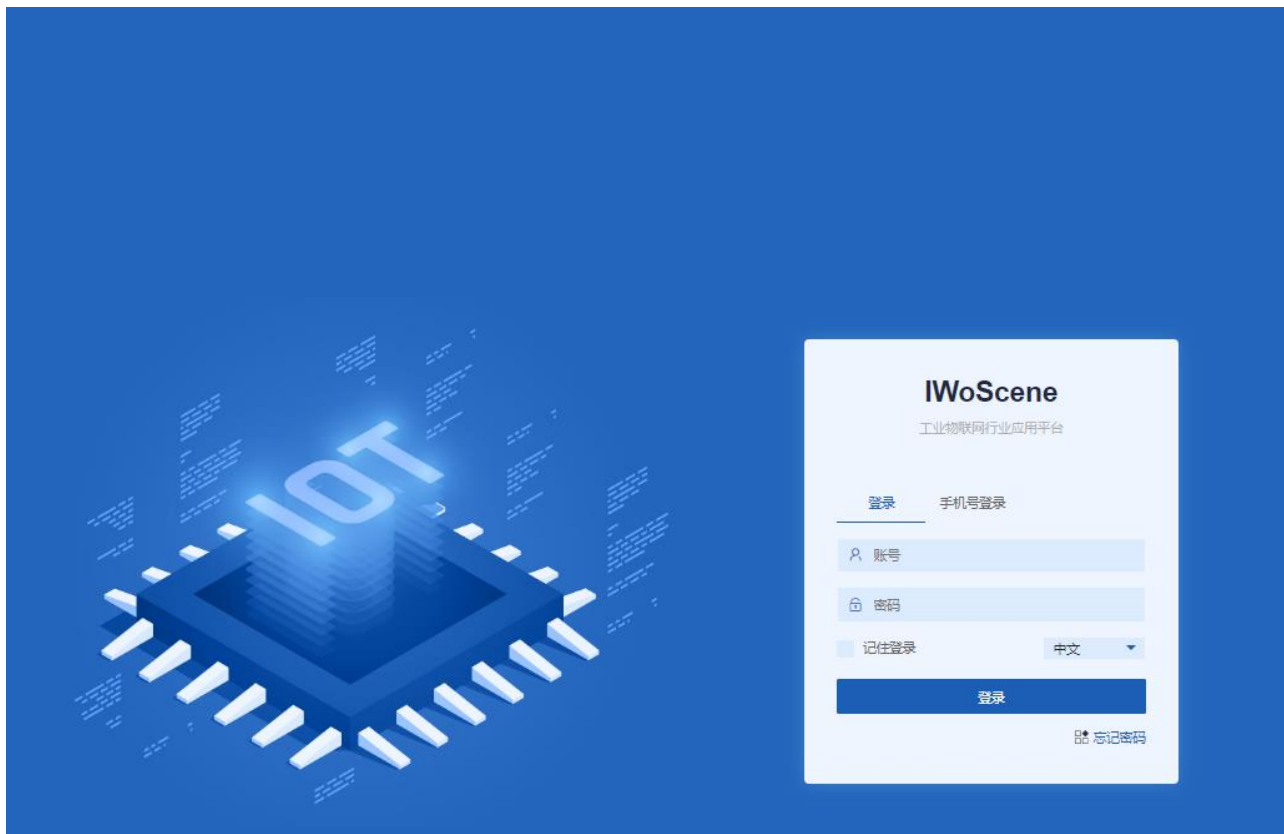 IOT
IWoScene
工业物联网行业应用平台
登录 手机号登录
账号
密码
记住登录 中文
登录
忘记密码